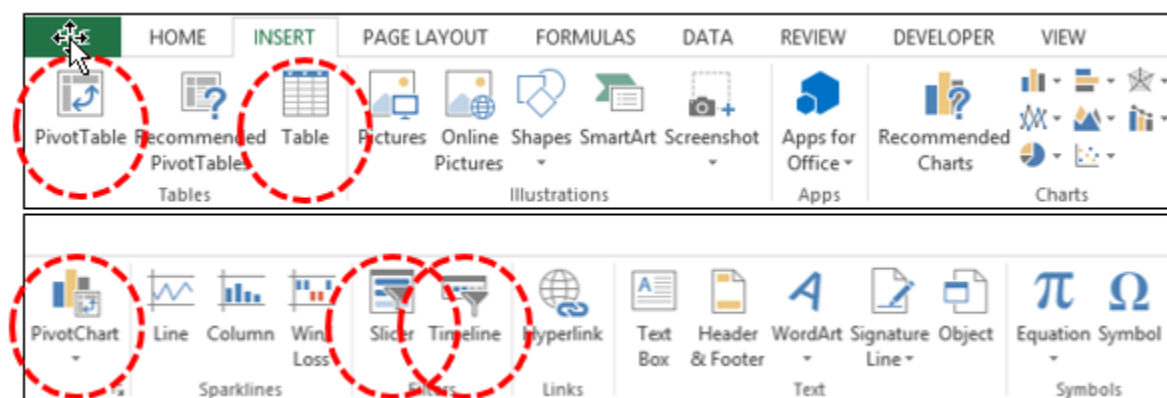 HOME INSERT PAGE LAYOUT FORMULAS DATA REVIEW DEVELOPER VIEW
PivotTable Recommended Table Pictures Online Shapes SmartArt Screenshot Apps for Recommended
PivotTables Pictures Office Charts
Tables Illustrations Apps Charts
PivotChart Line Column Win/ Slicer Timeline Hyperlink Text Header WordArt Signature Object Equation Symbol
Loss Box & Footer Line
Sparklines Filters Links Text Symbols